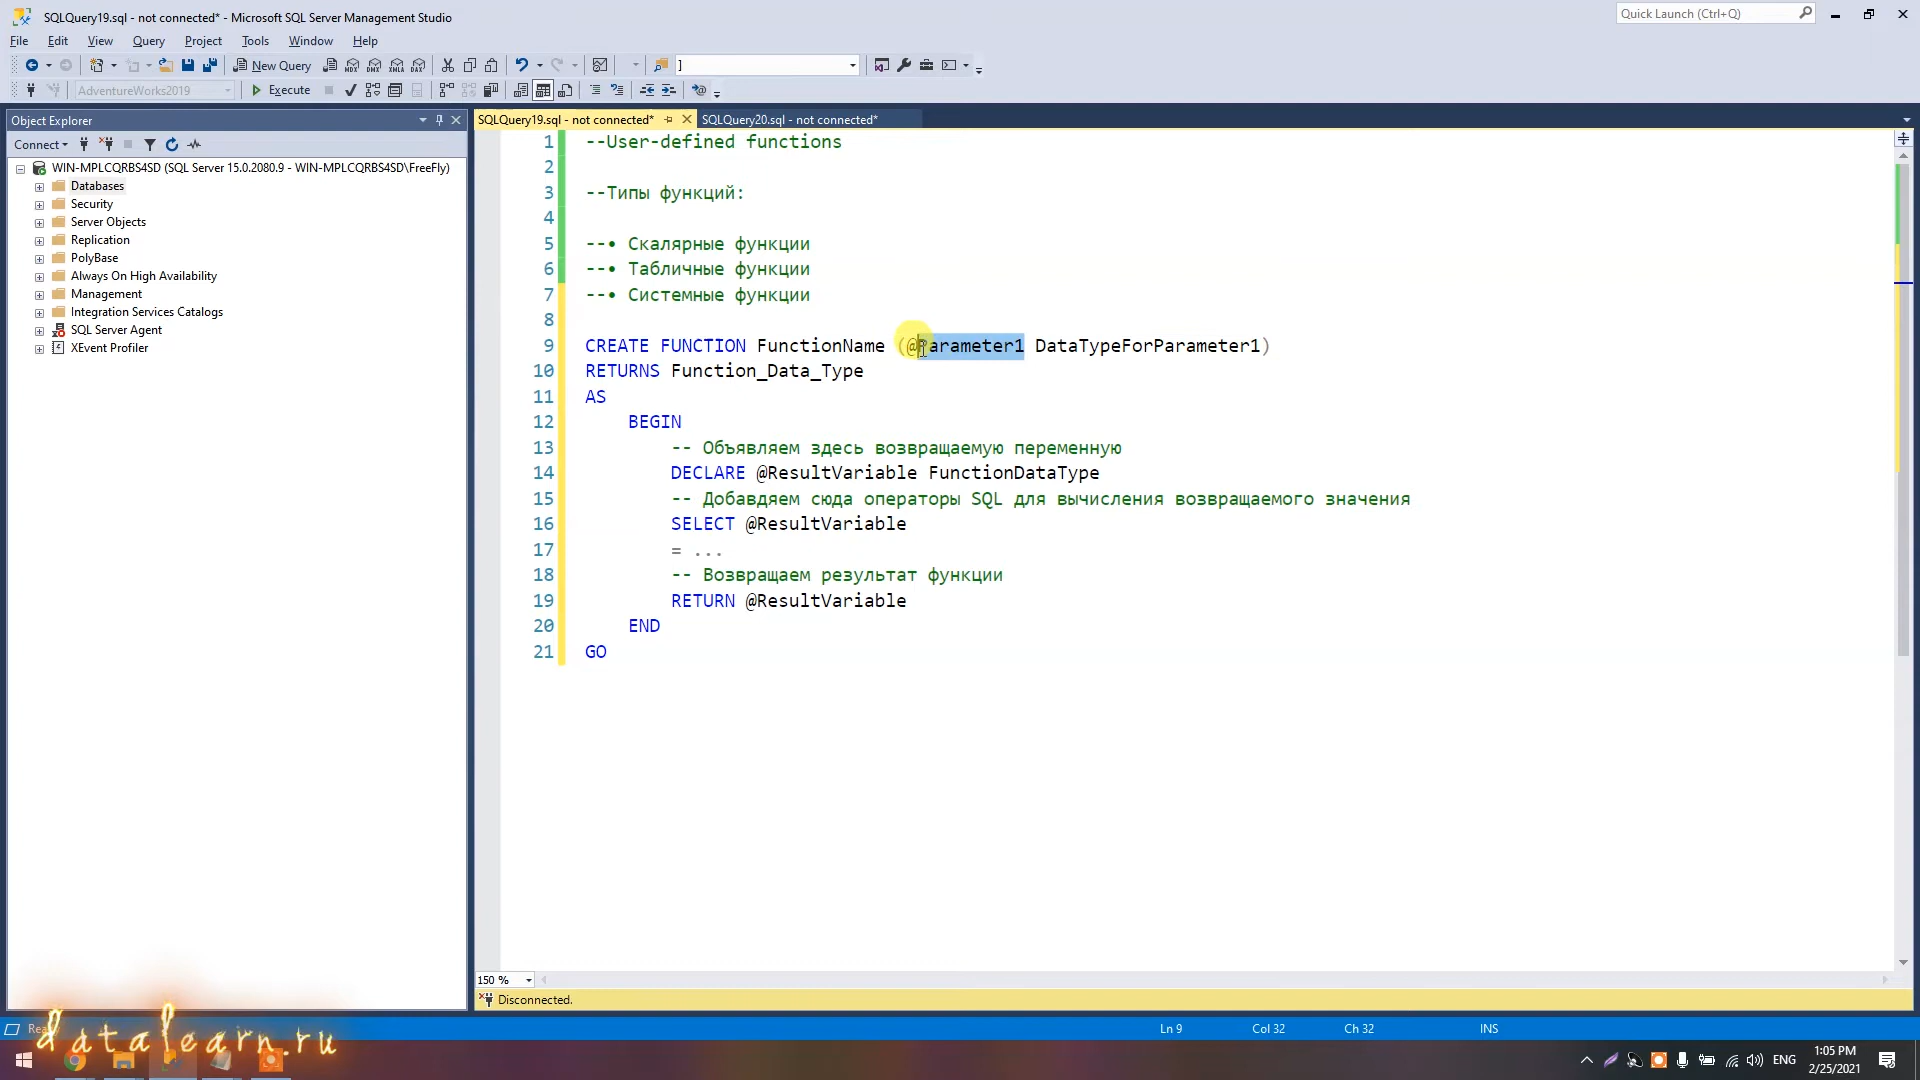 SQLQuery19.sql - not connected* - Microsoft SQL Server Management Studio
Quick Launch (Ctrl+Q)
File Edit View Query Project Tools Window Help
New Query
]
AdventureWorks2019
Execute
Object Explorer
SQLQuery19.sql - not connected*
SQLQuery20.sql - not connected*
Connect
WIN-MPLCQRBS4SD (SQL Server 15.0.2080.9 - WIN-MPLCQRBS4SD\FreeFly)
Databases
Security
Server Objects
Replication
PolyBase
Always On High Availability
Management
Integration Services Catalogs
SQL Server Agent
XEvent Profiler
1 --User-defined functions
2
3 --Типы функций:
4
5 --• Скалярные функции
6 --• Табличные функции
7 --• Системные функции
8
9 CREATE FUNCTION FunctionName (@Parameter1 DataTypeForParameter1)
10 RETURNS Function_Data_Type
11 AS
12 BEGIN
13 -- Объявляем здесь возвращаемую переменную
14 DECLARE @ResultVariable FunctionDataType
15 -- Добавдяем сюда операторы SQL для вычисления возвращаемого значения
16 SELECT @ResultVariable
17 = ...
18 -- Возвращаем результат функции
19 RETURN @ResultVariable
20 END
21 GO
150 %
Disconnected.
Ln 9 Col 32 Ch 32 INS
datalearn.ru
ENG
1:05 PM
2/25/2021